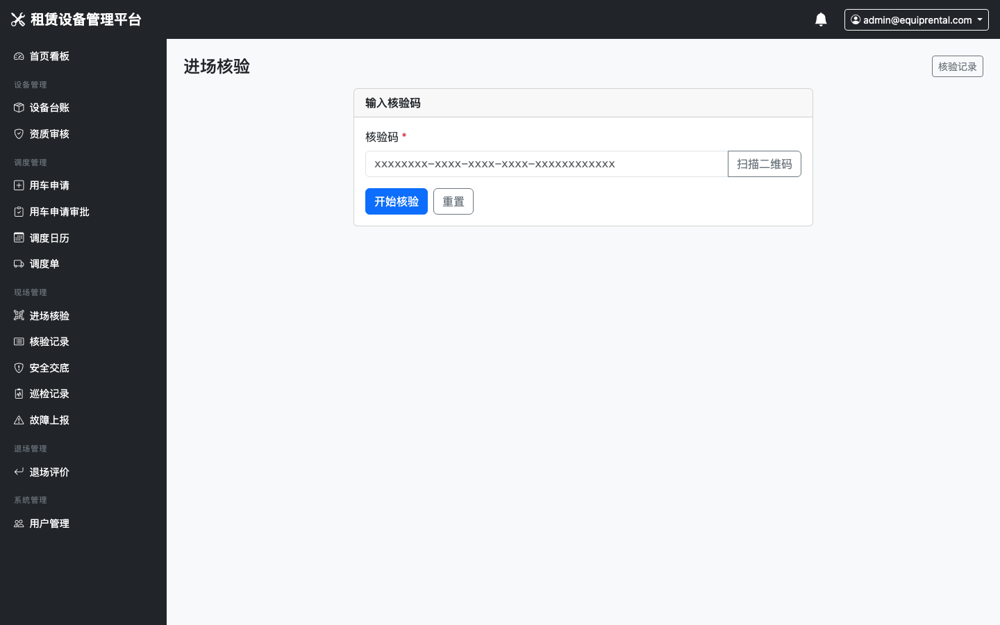 租赁设备管理平台
admin@equiprental.com
首页看板
设备管理
设备台账
资质审核
调度管理
用车申请
用车申请审批
调度日历
调度单
现场管理
进场核验
核验记录
安全交底
巡检记录
故障上报
退场管理
退场评价
系统管理
用户管理
进场核验
核验记录
输入核验码
核验码 *
xxxxxxxx-xxxx-xxxx-xxxx-xxxxxxxxxxxx
扫描二维码
开始核验
重置